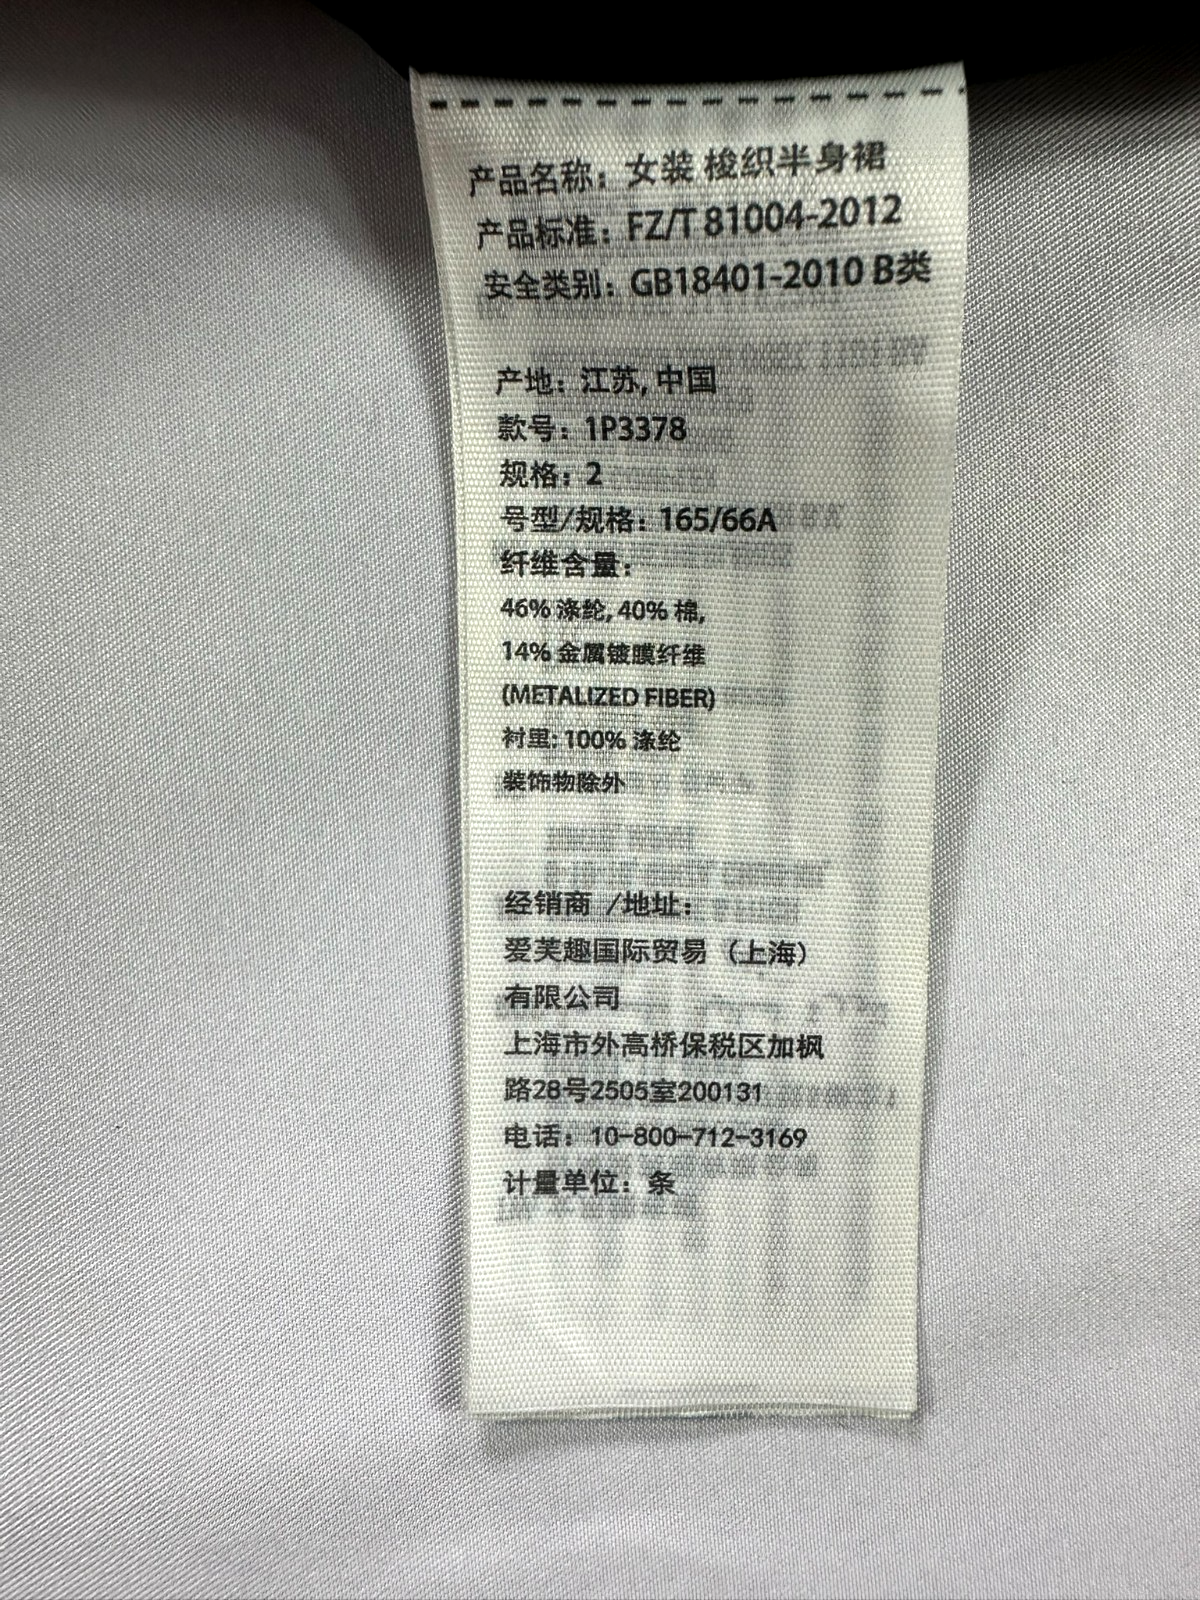 产品名称：女装 梭织半身裙
产品标准：FZ/T 81004-2012
安全类别：GB18401-2010 B类
产地：江苏, 中国
款号：1P3378
规格：2
号型/规格：165/66A
纤维含量：
46% 涤纶, 40% 棉,
14% 金属镀膜纤维
(METALIZED FIBER)
衬里: 100% 涤纶
装饰物除外
经销商 /地址：
爱芙趣国际贸易（上海）
有限公司
上海市外高桥保税区加枫
路28号2505室200131
电话：10-800-712-3169
计量单位：条